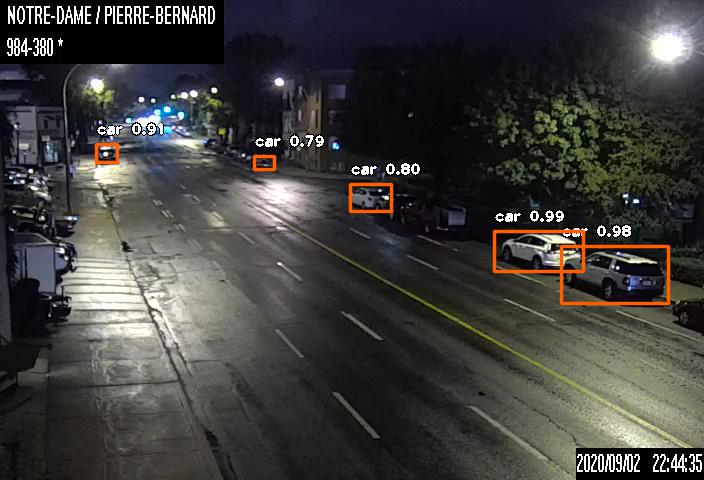 NOTRE-DAME / PIERRE-BERNARD
984-380 *
car 0.91
car 0.79
car 0.80
car 0.99
car 0.98
2020/09/02 22:44:35